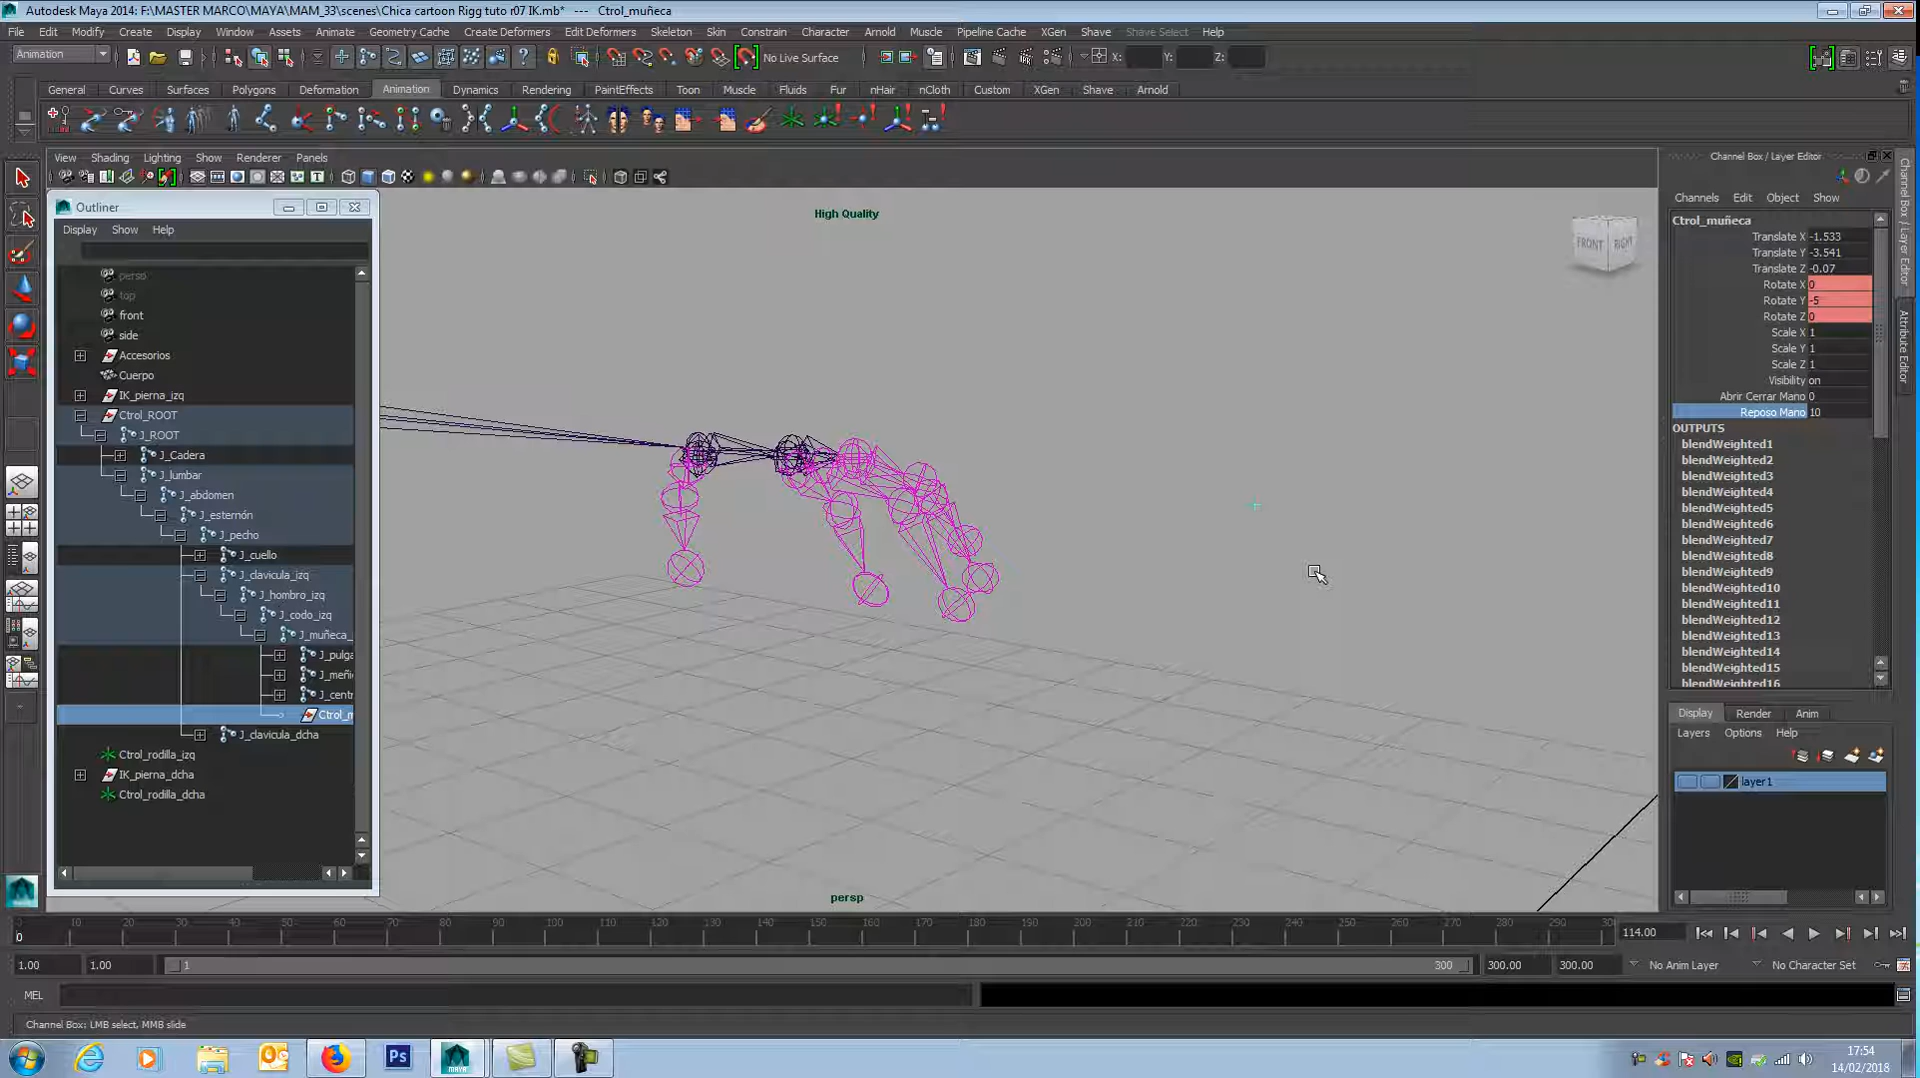 Autodesk Maya 2014: F:\MASTER MARCO\MAYA\MAM_33\scenes\Chica cartoon Rigg tuto r07 IK.mb* --- Ctrol_muñeca
File Edit Modify Create Display Window Assets Animate Geometry Cache Create Deformers Edit Deformers Skeleton Skin Constrain Character Arnold Muscle Pipeline Cache XGen Shave Shave Select Help
Animation No Live Surface X: Y: Z:
General Curves Surfaces Polygons Deformation Animation Dynamics Rendering PaintEffects Toon Muscle Fluids Fur nHair nCloth Custom XGen Shave Arnold
View Shading Lighting Show Renderer Panels
Outliner
Display Show Help
persp
top
front
side
Accesorios
Cuerpo
IK_pierna_izq
Ctrol_ROOT
J_ROOT
J_Cadera
J_lumbar
J_abdomen
J_esternón
J_pecho
J_cuello
J_clavicula_izq
J_hombro_izq
J_codo_izq
J_muñeca_
J_pulga
J_meñi
J_centr
Ctrol_m
J_clavicula_dcha
Ctrol_rodilla_izq
IK_pierna_dcha
Ctrol_rodilla_dcha
High Quality
FRONT RIGHT
persp
Channel Box / Layer Editor
Channels Edit Object Show
Ctrol_muñeca
Translate X -1.533
Translate Y -3.541
Translate Z -0.07
Rotate X 0
Rotate Y -5
Rotate Z 0
Scale X 1
Scale Y 1
Scale Z 1
Visibility on
Abrir Cerrar Mano 0
Reposo Mano 10
OUTPUTS
blendWeighted1
blendWeighted2
blendWeighted3
blendWeighted4
blendWeighted5
blendWeighted6
blendWeighted7
blendWeighted8
blendWeighted9
blendWeighted10
blendWeighted11
blendWeighted12
blendWeighted13
blendWeighted14
blendWeighted15
blendWeighted16
Channel Box / Layer Editor
Attribute Editor
Display Render Anim
Layers Options Help
layer1
0 10 20 30 40 50 60 70 80 90 100 110 120 130 140 150 160 170 180 190 200 210 220 230 240 250 260 270 280 290 30
0
114.00
1.00 1.00 1 300 300.00 300.00 No Anim Layer No Character Set
MEL
Channel Box: LMB select, MMB slide
Ps
MAYA
17:54
14/02/2018